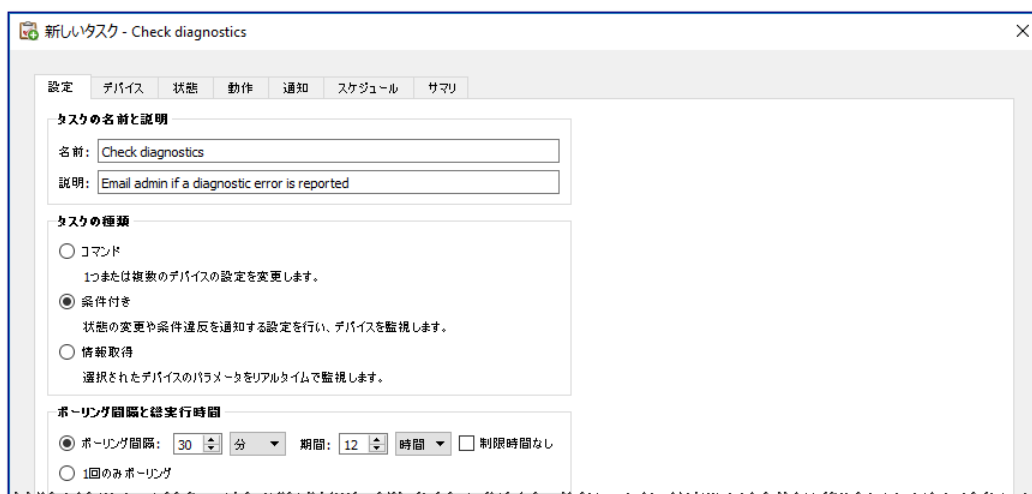 新しいタスク - Check diagnostics
設定 デバイス 状態 動作 通知 スケジュール サマリ
タスクの名前と説明
名前: Check diagnostics
説明: Email admin if a diagnostic error is reported
タスクの種類
コマンド
1つまたは複数のデバイスの設定を変更します。
条件付き
状態の変更や条件違反を通知する設定を行い、デバイスを監視します。
情報取得
選択されたデバイスのパラメータをリアルタイムで監視します。
ポーリング間隔と総実行時間
ポーリング間隔: 30 分 期間: 12 時間 制限時間なし
1回のみポーリング